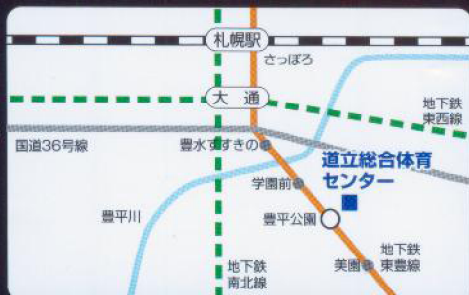 札幌駅
さっぽろ
大通
地下鉄
東西線
国道36号線
豊水すすきの
道立総合体育
センター
学園前
豊平川
豊平公園
地下鉄
東豊線
美園
地下鉄
南北線